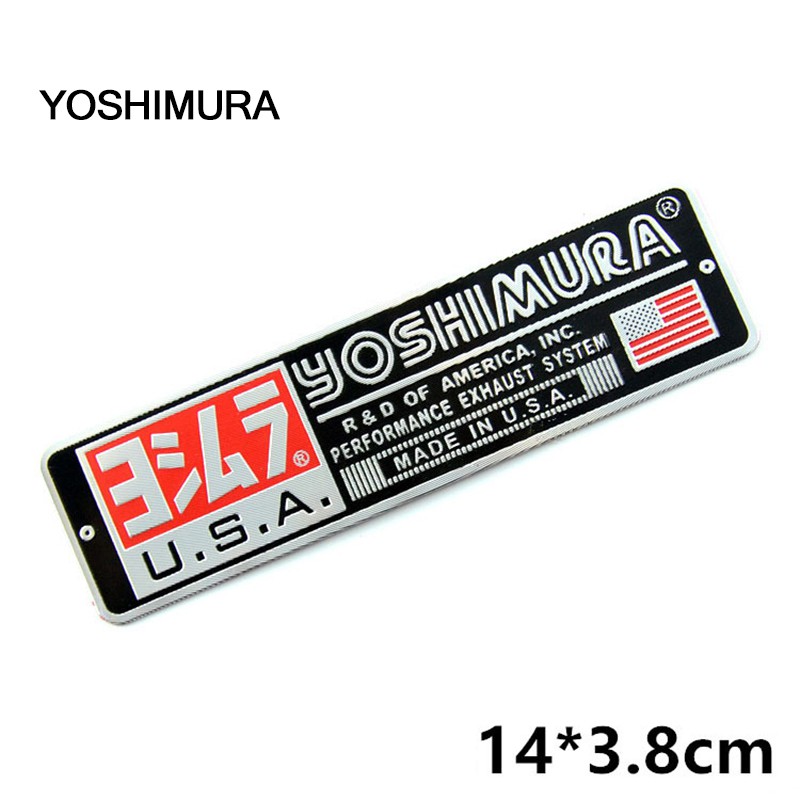 YOSHIMURA
YOSHIMURA®
R & D OF AMERICA, INC.
PERFORMANCE EXHAUST SYSTEM
MADE IN U.S.A.
ヨシムラ®
U.S.A.
14*3.8cm